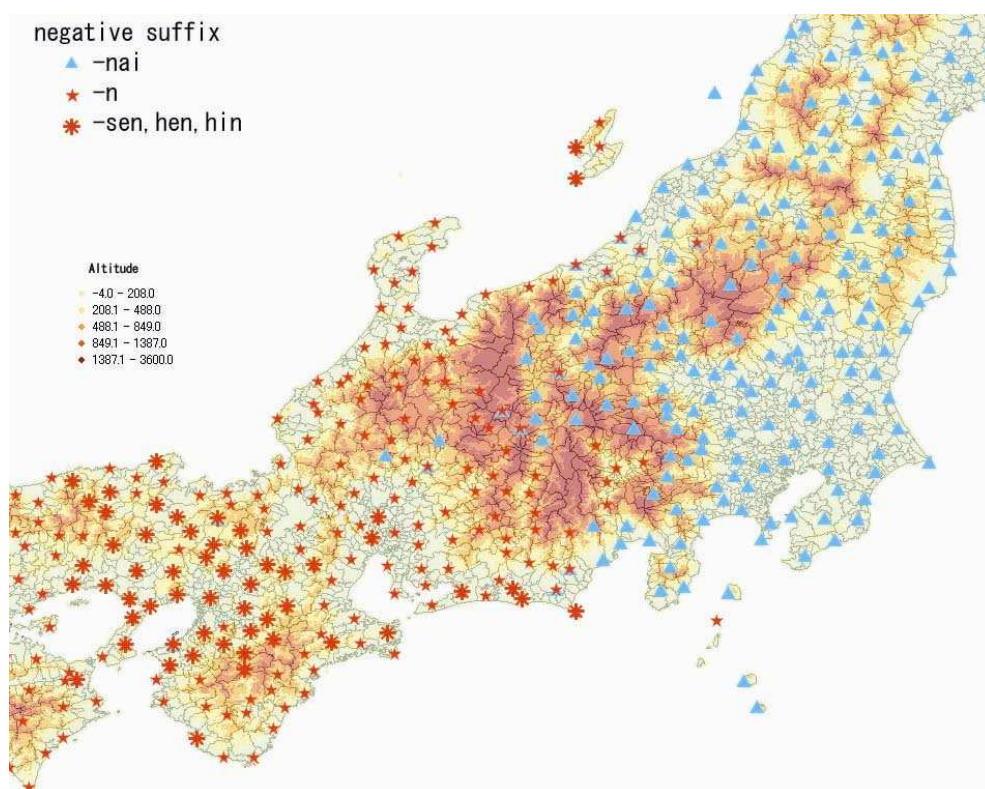 negative suffix
-nai
-n
-sen, hen, hin
Altitude
-4.0 - 208.0
208.1 - 488.0
488.1 - 849.0
849.1 - 1387.0
1387.1 - 3600.0